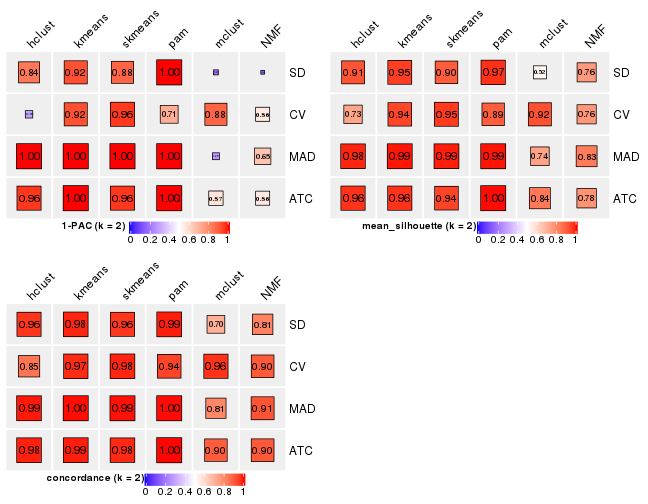 hclust kmeans skmeans pam mclust NMF
0.84 0.92 0.88 1.00 SD
0.92 0.96 0.71 0.88 0.56 CV
1.00 1.00 1.00 1.00 0.65 MAD
0.96 1.00 0.96 1.00 0.57 0.56 ATC
1-PAC (k = 2)
0 0.2 0.4 0.6 0.8 1
hclust kmeans skmeans pam mclust NMF
0.91 0.95 0.90 0.97 0.52 0.76 SD
0.73 0.94 0.95 0.89 0.92 0.76 CV
0.98 0.99 0.99 0.99 0.74 0.83 MAD
0.96 0.96 0.94 1.00 0.84 0.78 ATC
mean_silhouette (k = 2)
0 0.2 0.4 0.6 0.8 1
hclust kmeans skmeans pam mclust NMF
0.96 0.98 0.96 0.99 0.70 0.81 SD
0.85 0.97 0.98 0.94 0.96 0.90 CV
0.99 1.00 0.99 1.00 0.81 0.91 MAD
0.98 0.99 0.98 1.00 0.90 0.90 ATC
concordance (k = 2)
0 0.2 0.4 0.6 0.8 1